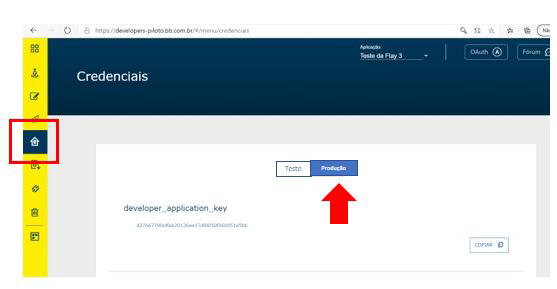 https://developers-piloto.bb.com.br/#/menu/credenciais
Aplicação:
Teste da Flay 3
OAuth
Fórum
Credenciais
Teste
Produção
developer_application_key
COPIAR